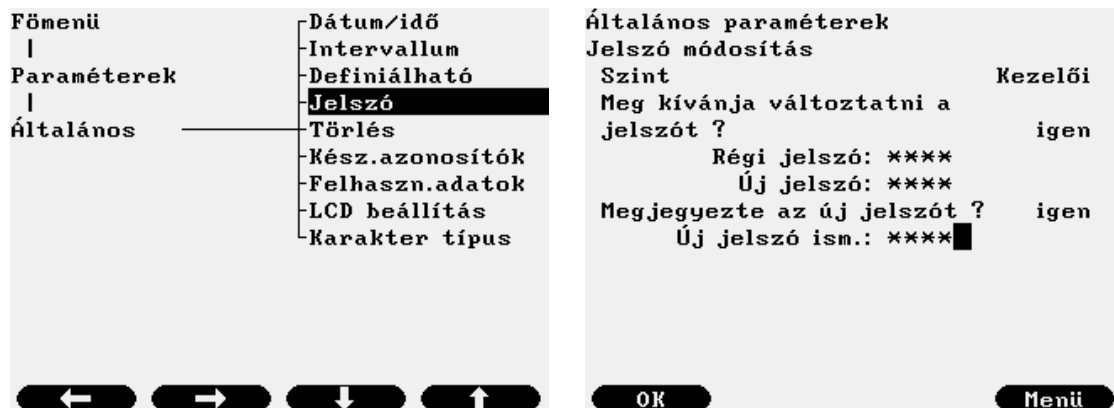 Fömenü
Paraméterek
Általános
Dátum/idő
Intervallum
Definiálható
Jelszó
Törlés
Kész.azonosítók
Felhaszn.adatok
LCD beállítás
Karakter típus
Általános paraméterek
Jelszó módosítás
Szint Kezelői
Meg kívánja változtatni a
jelszót ? igen
Régi jelszó: ****
Új jelszó: ****
Megjegyezte az új jelszót ? igen
Új jelszó ism.: ****
OK Menü